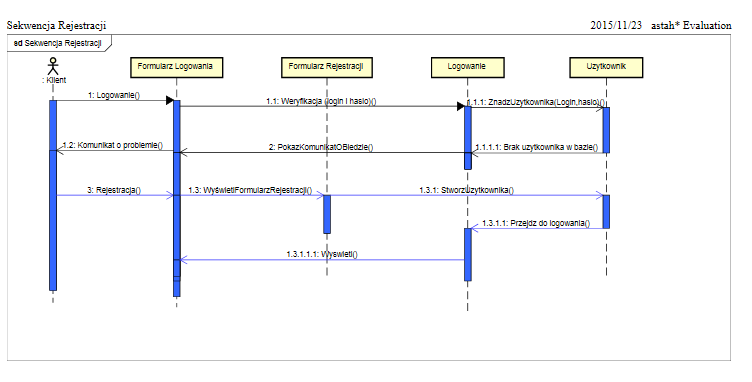 Sekwencja Rejestracji 2015/11/23 astah* Evaluation
sd Sekwencja Rejestracji
Formularz Logowania Formularz Rejestracji Logowanie Uzytkownik
: Klient
1: Logowanie()
1.1: Weryfikacja (login i haslo)()
1.1.1: ZnadzUzytkownika(Login,haslo)()
1.2: Komunikat o problemie()
2: PokazKomunikatOBledzie()
1.1.1.1: Brak uzytkownika w bazie()
3: Rejestracja()
1.3: WyświetlFormularzRejestracji()
1.3.1: StworzUzytkownika()
1.3.1.1: Przejdz do logowania()
1.3.1.1.1: Wyswietl()